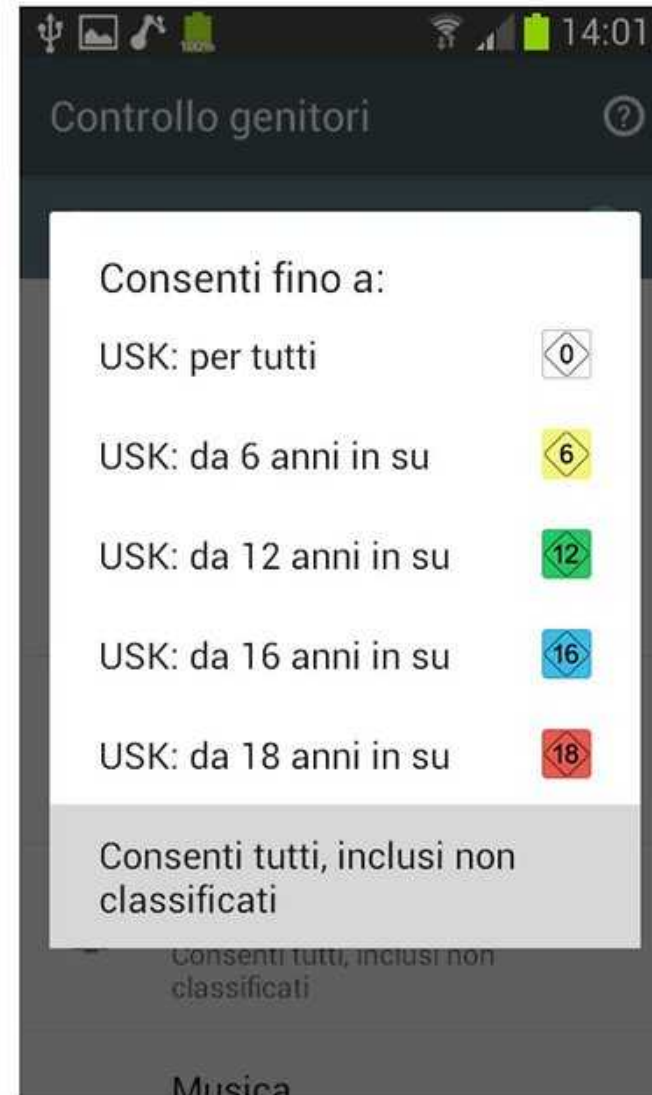 100%
14:01
Controllo genitori
?
Consenti fino a:
USK: per tutti
0
USK: da 6 anni in su
6
USK: da 12 anni in su
12
USK: da 16 anni in su
16
USK: da 18 anni in su
18
Consenti tutti, inclusi non
classificati
Consenti tutti, inclusi non
classificati
Musica